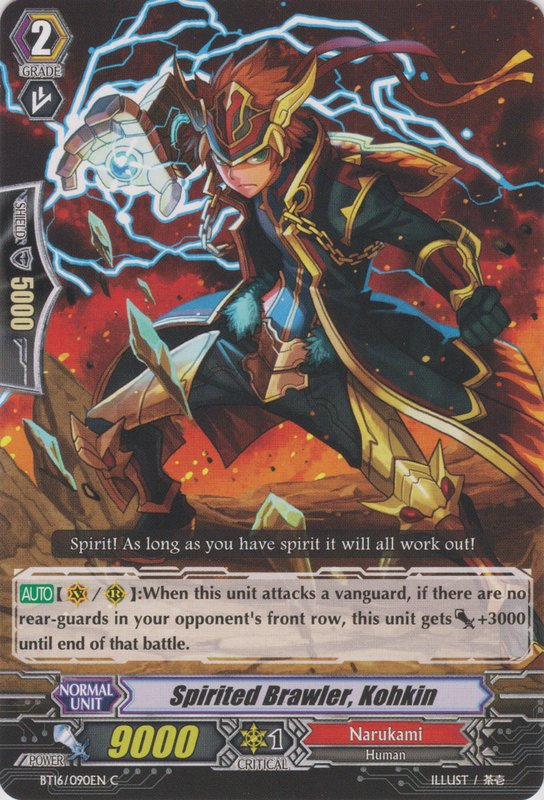 2
GRADE
SHIELD
5000
Spirit! As long as you have spirit it will all work out!
AUTO【 V / R 】:When this unit attacks a vanguard, if there are no
rear-guards in your opponent's front row, this unit gets +3000
until end of that battle.
NORMAL
UNIT
Spirited Brawler, Kohkin
POWER
9000
1
CRITICAL
Narukami
Human
BT16/090EN C
ILLUST / 茶壱